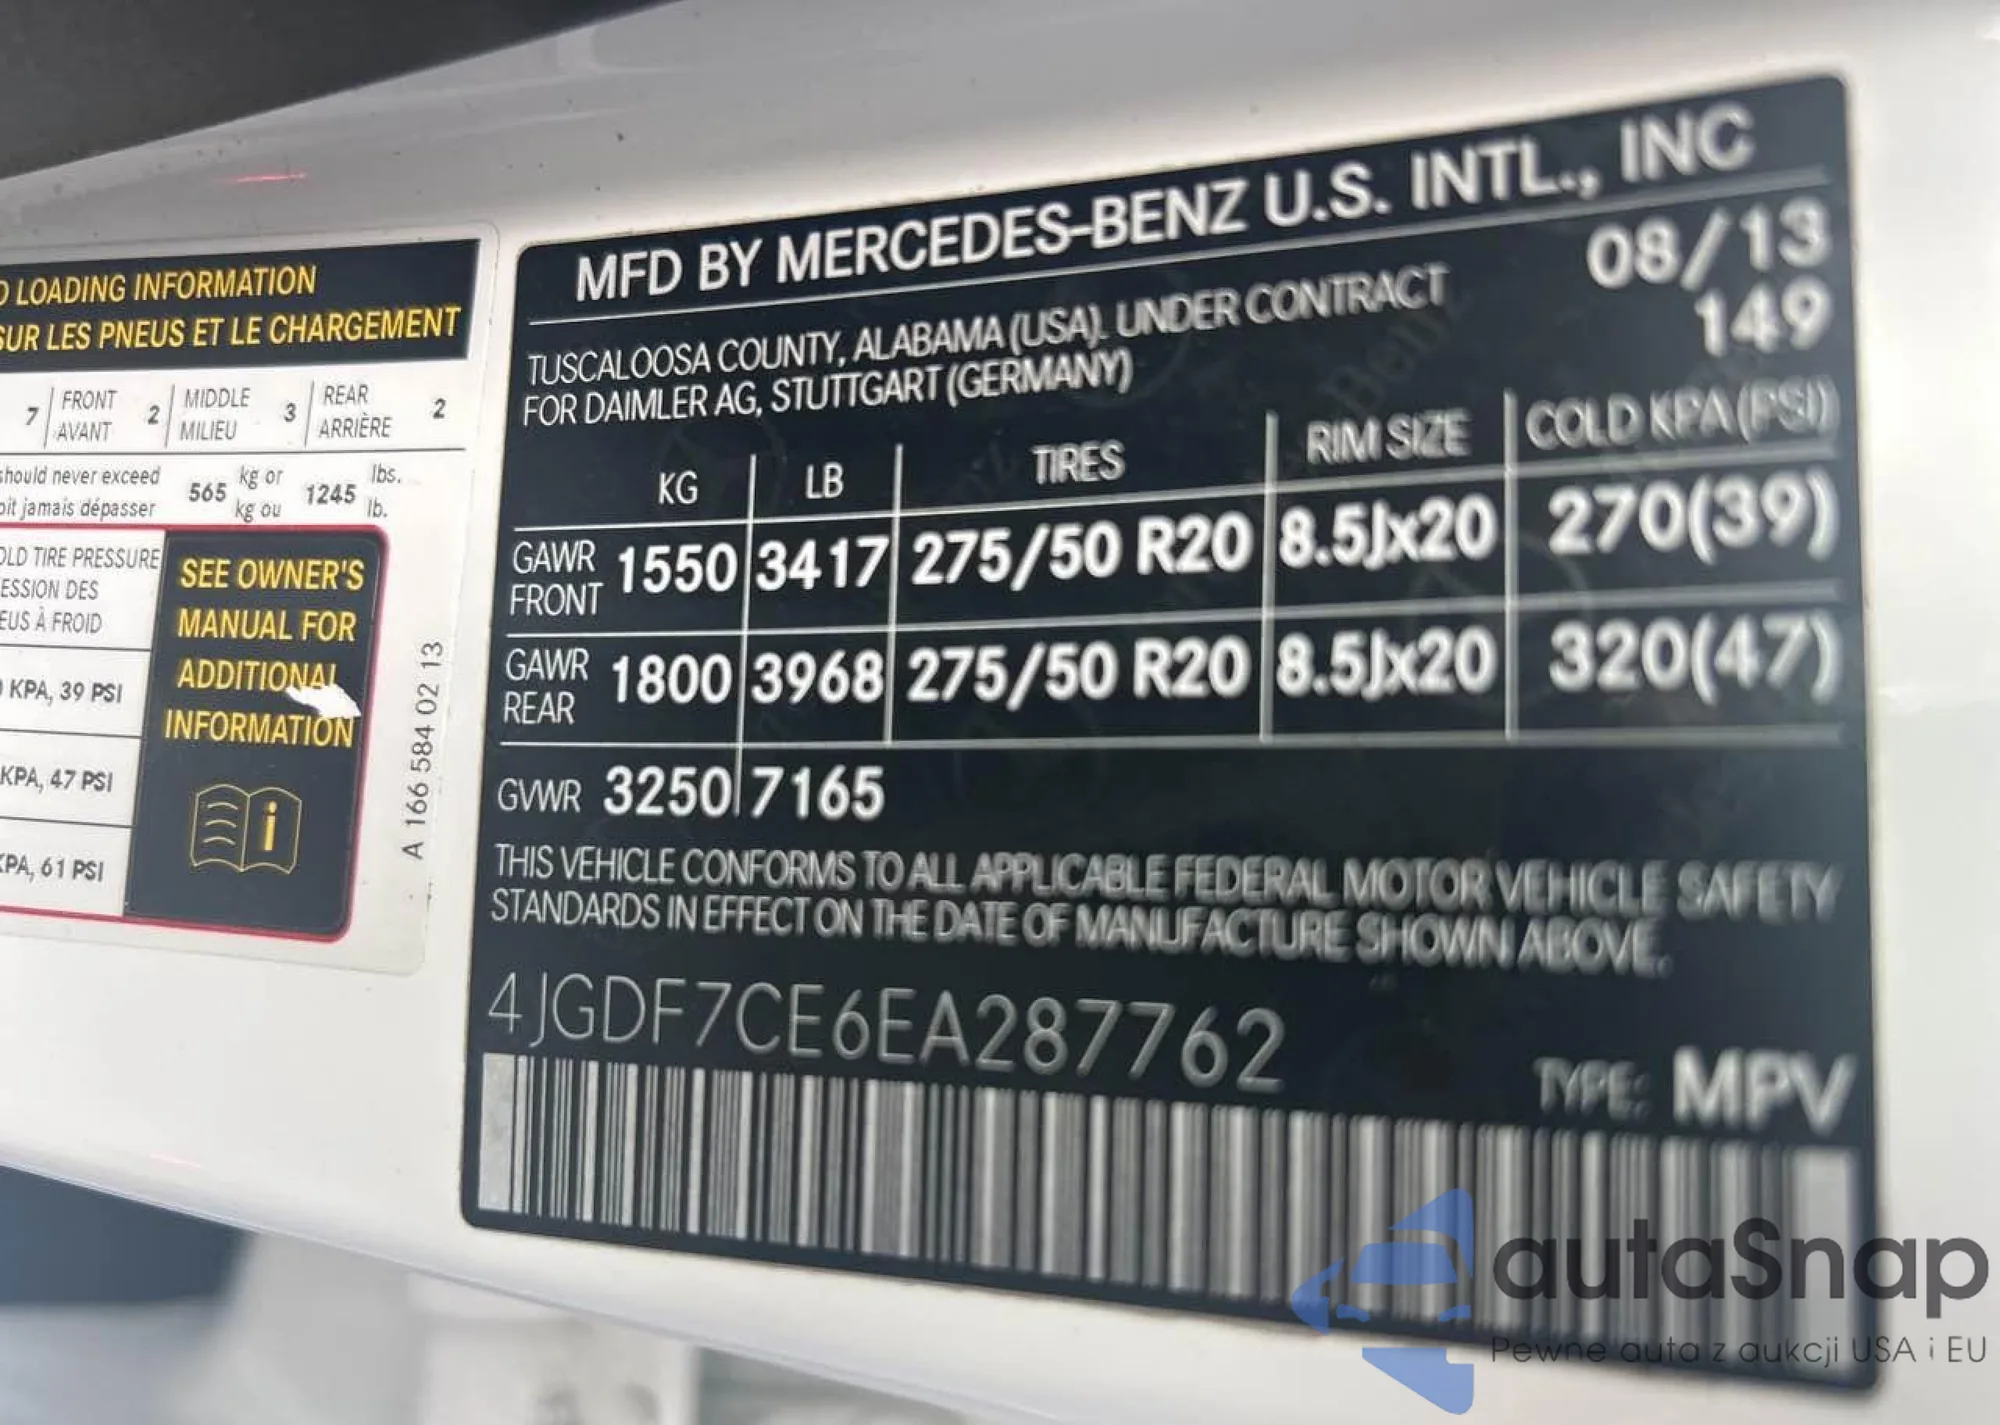 D LOADING INFORMATION
SUR LES PNEUS ET LE CHARGEMENT
7 FRONT 2 MIDDLE 3 REAR 2
AVANT MILIEU ARRIÈRE
should never exceed 565 kg or 1245 lbs.
oit jamais dépasser kg ou lb.
OLD TIRE PRESSURE
ESSION DES
EUS À FROID
KPA, 39 PSI
KPA, 47 PSI
KPA, 61 PSI
SEE OWNER'S
MANUAL FOR
ADDITIONAL
INFORMATION
i
A 166 584 02 13
MFD BY MERCEDES-BENZ U.S. INTL., INC
08/13
149
TUSCALOOSA COUNTY, ALABAMA (USA). UNDER CONTRACT
FOR DAIMLER AG, STUTTGART (GERMANY)
KG LB TIRES RIM SIZE COLD KPA (PSI)
GAWR FRONT 1550 3417 275/50 R20 8.5Jx20 270(39)
GAWR REAR 1800 3968 275/50 R20 8.5Jx20 320(47)
GVWR 3250 7165
THIS VEHICLE CONFORMS TO ALL APPLICABLE FEDERAL MOTOR VEHICLE SAFETY
STANDARDS IN EFFECT ON THE DATE OF MANUFACTURE SHOWN ABOVE.
4JGDF7CE6EA287762
TYPE: MPV
autaSnap
Pewne auta z aukcji USA i EU